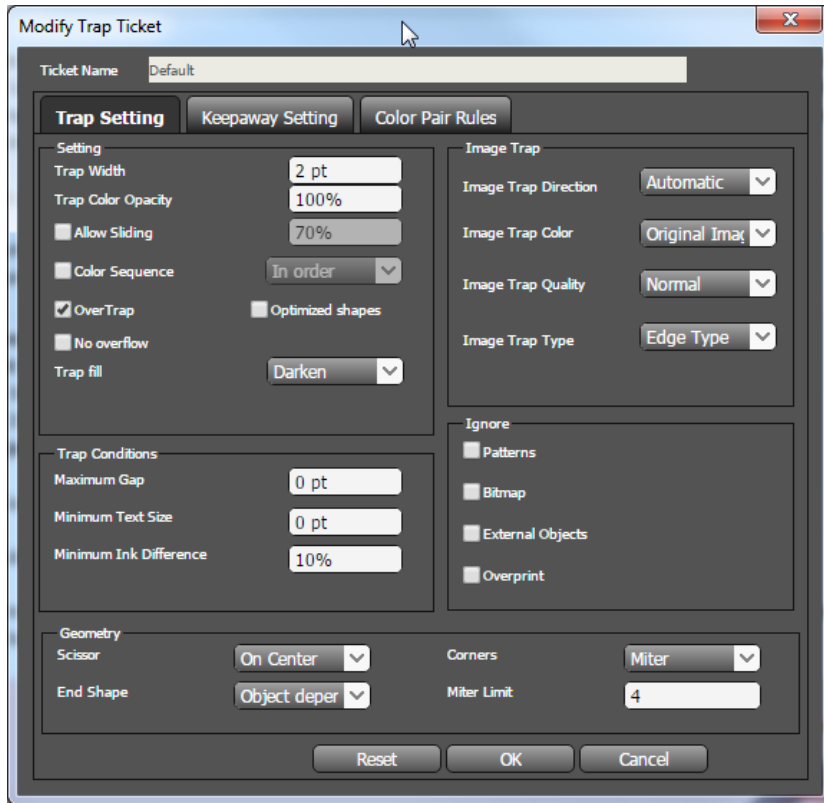 Modify Trap Ticket
Ticket Name Default
Trap Setting Keepaway Setting Color Pair Rules
Setting
Trap Width 2 pt
Trap Color Opacity 100%
Allow Sliding 70%
Color Sequence In order
OverTrap Optimized shapes
No overflow
Trap fill Darken
Image Trap
Image Trap Direction Automatic
Image Trap Color Original Imag
Image Trap Quality Normal
Image Trap Type Edge Type
Trap Conditions
Maximum Gap 0 pt
Minimum Text Size 0 pt
Minimum Ink Difference 10%
Ignore
Patterns
Bitmap
External Objects
Overprint
Geometry
Scissor On Center Corners Miter
End Shape Object deper Miter Limit 4
Reset OK Cancel